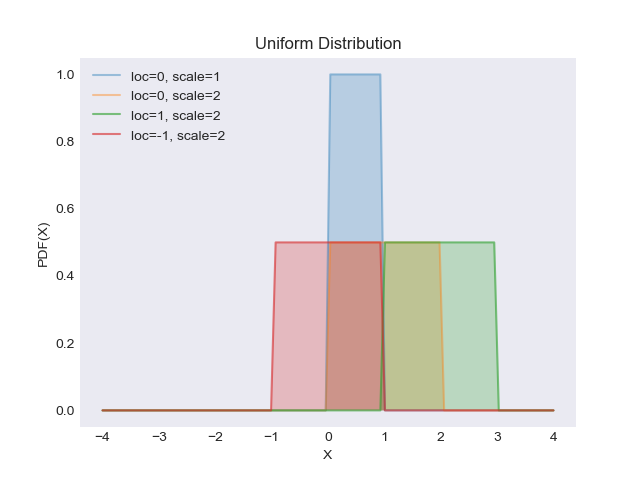 Uniform Distribution
loc=0, scale=1
loc=0, scale=2
loc=1, scale=2
loc=-1, scale=2
PDF(X)
1.0
0.8
0.6
0.4
0.2
0.0
−4 −3 −2 −1 0 1 2 3 4
X